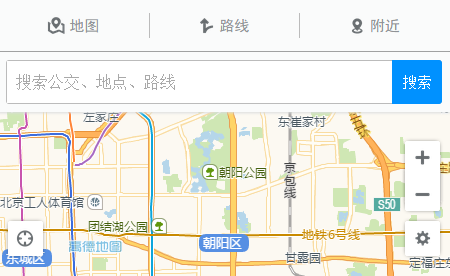 地图
路线
附近
搜索公交、地点、路线
搜索
左家庄
东崔家村
朝阳公园
京包线
北京工人体育馆
S50
团结湖公园
朝阳区
地铁6号线
高德地图
东城区
甘露园
定福庄东